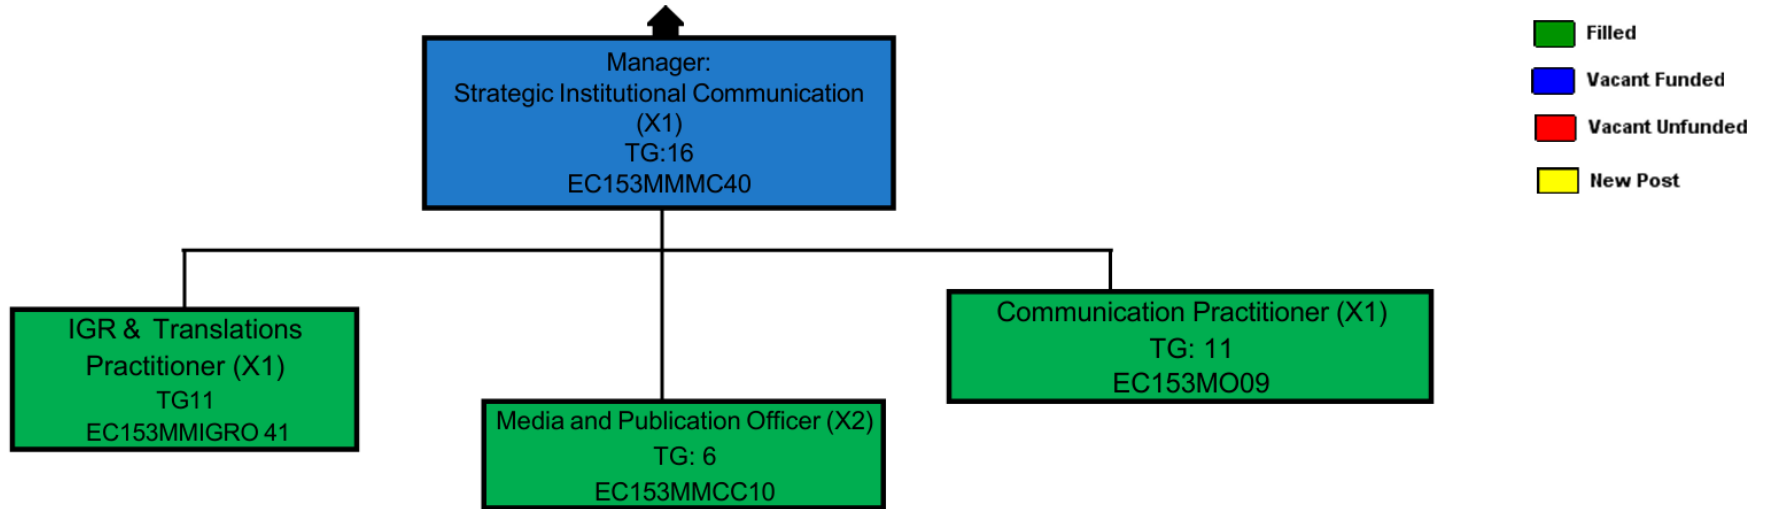 Manager:
Strategic Institutional Communication
(X1)
TG:16
EC153MMMC40
Filled
Vacant Funded
Vacant Unfunded
New Post
IGR & Translations
Practitioner (X1)
TG11
EC153MMIGRO 41
Media and Publication Officer (X2)
TG: 6
EC153MMCC10
Communication Practitioner (X1)
TG: 11
EC153MO09